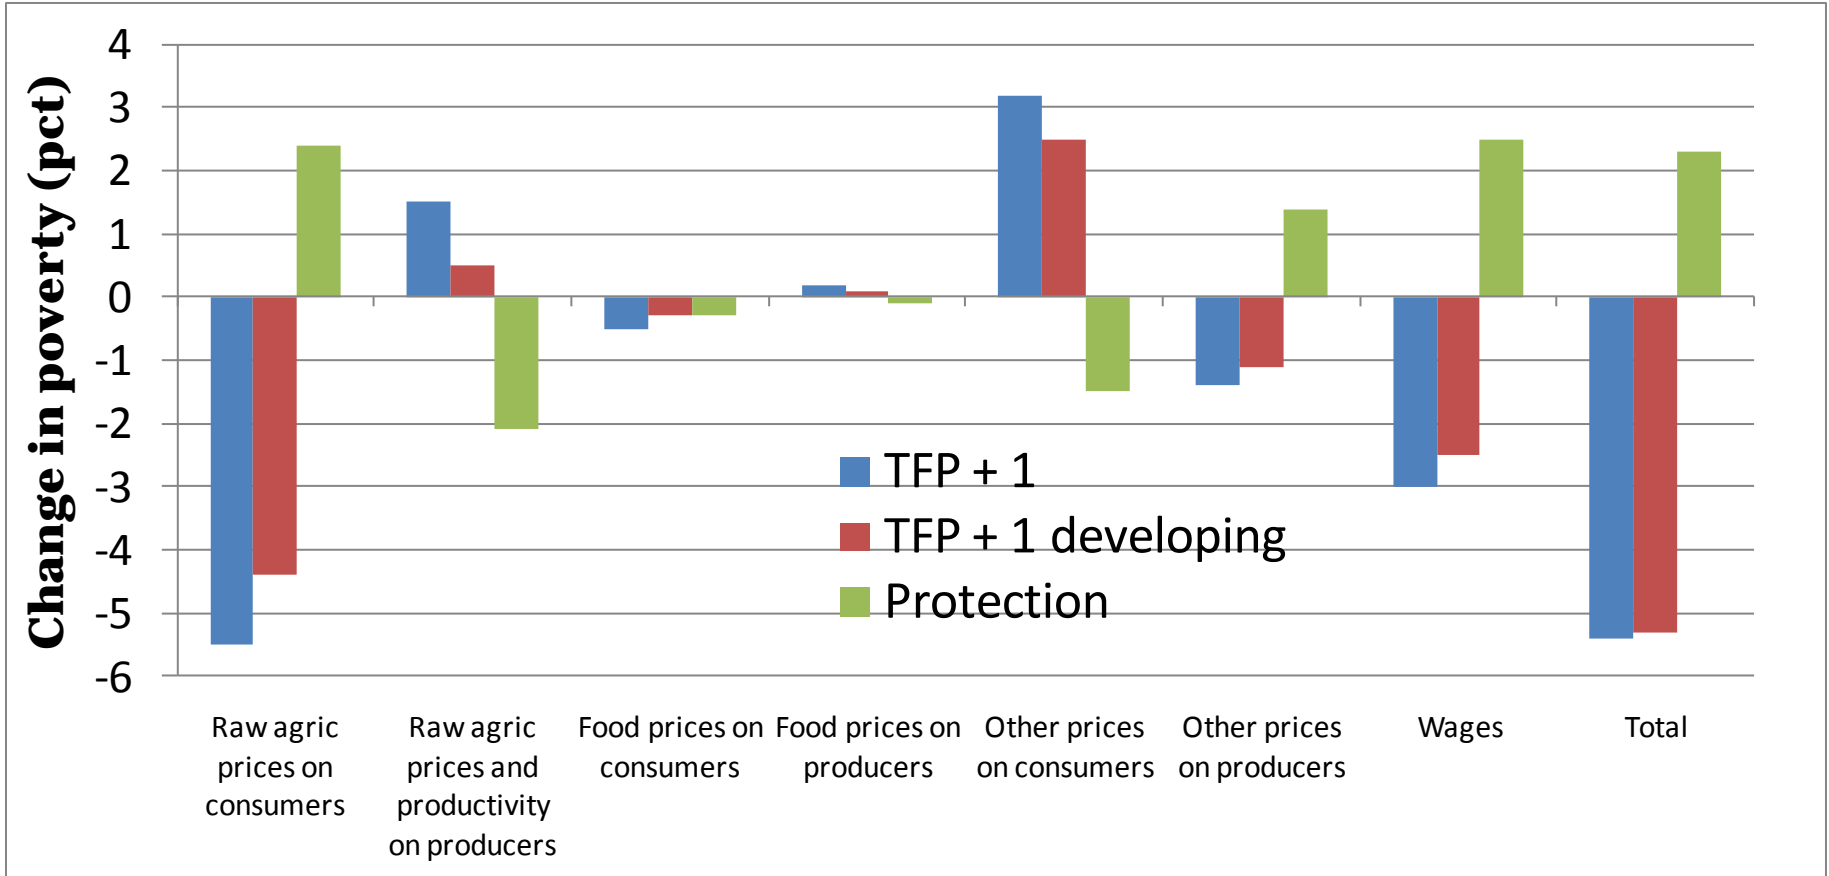 Change in poverty (pct)
4
3
2
1
0
-1
-2
-3
-4
-5
-6
TFP + 1
TFP + 1 developing
Protection
Raw agric
prices on
consumers
Raw agric
prices and
productivity
on producers
Food prices on
consumers
Food prices on
producers
Other prices
on consumers
Other prices
on producers
Wages
Total